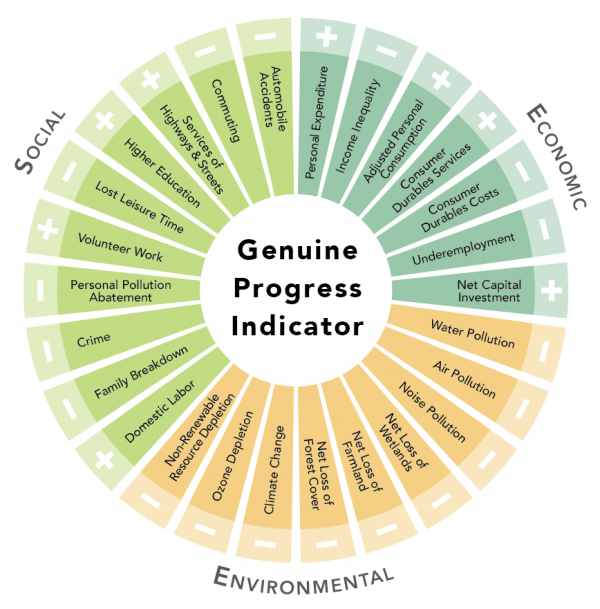 SOCIAL
ECONOMIC
ENVIRONMENTAL
Genuine
Progress
Indicator
+
Personal Expenditure
−
Income Inequality
+
Adjusted Personal
Consumption
+
Consumer
Durables Services
−
Consumer
Durables Costs
−
Underemployment
+
Net Capital
Investment
−
Water Pollution
−
Air Pollution
−
Noise Pollution
−
Net Loss of
Wetlands
−
Net Loss of
Farmland
−
Net Loss of
Forest Cover
−
Climate Change
−
Ozone Depletion
−
Non-Renewable
Resource Depletion
+
Domestic Labor
−
Family Breakdown
−
Crime
−
Personal Pollution
Abatement
+
Volunteer Work
−
Lost Leisure Time
+
Higher Education
+
Services of
Highways & Streets
−
Commuting
−
Automobile
Accidents